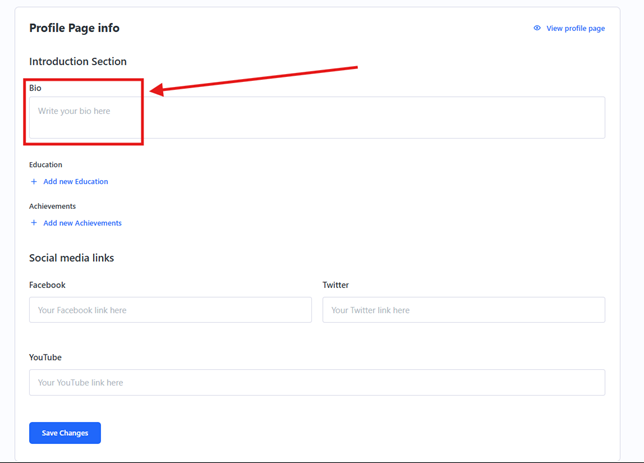 Profile Page info
View profile page
Introduction Section
Bio
Write your bio here
Education
+ Add new Education
Achievements
+ Add new Achievements
Social media links
Facebook
Twitter
Your Facebook link here
Your Twitter link here
YouTube
Your YouTube link here
Save Changes